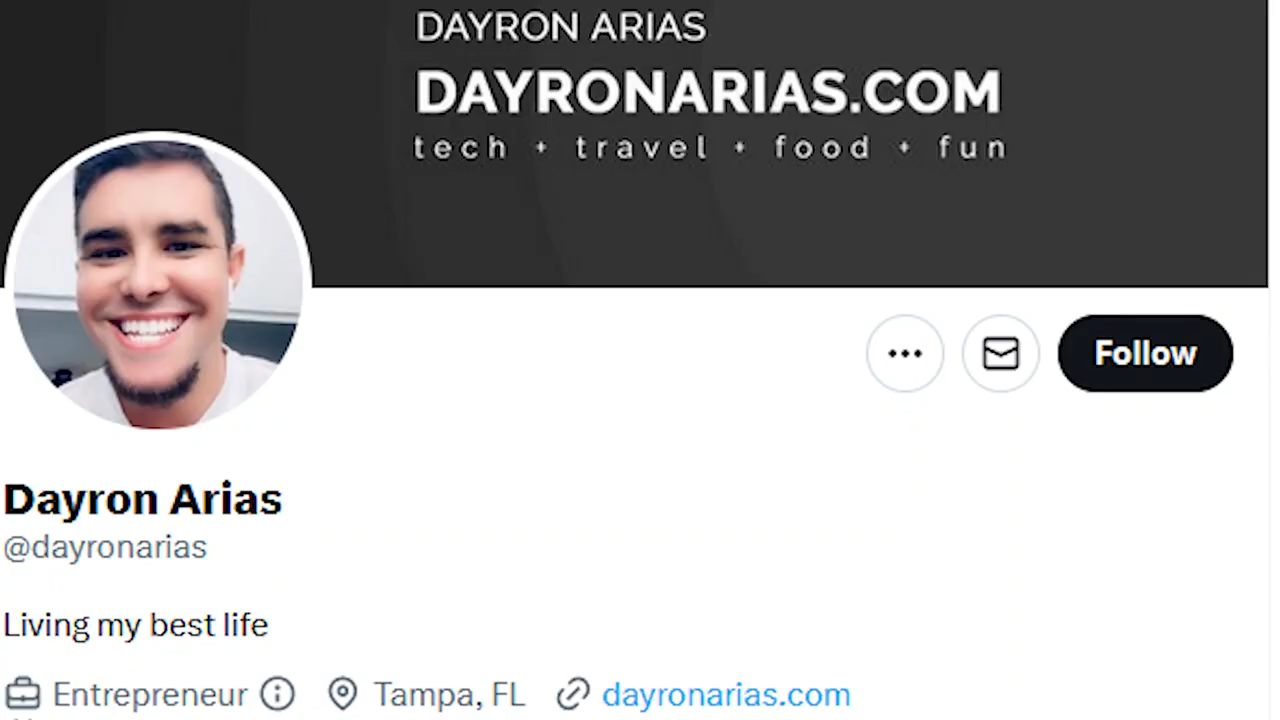 DAYRON ARIAS
DAYRONARIAS.COM
tech + travel + food + fun
Follow
Dayron Arias
@dayronarias
Living my best life
Entrepreneur Tampa, FL dayronarias.com